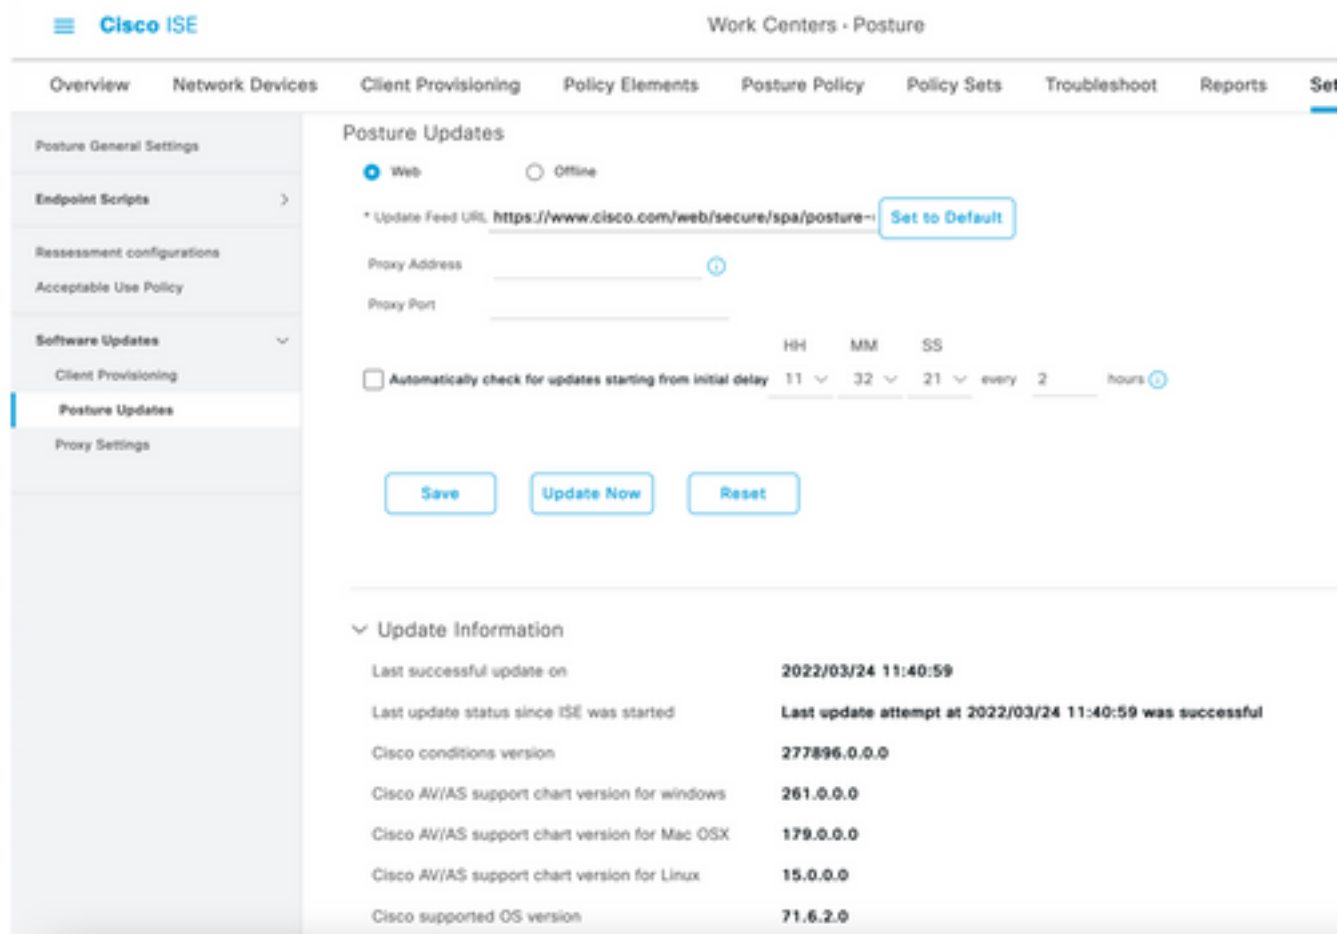 Cisco ISE
Work Centers · Posture
Overview Network Devices Client Provisioning Policy Elements Posture Policy Policy Sets Troubleshoot Reports Set
Posture General Settings
Endpoint Scripts
Ressessment configurations
Acceptable Use Policy
Software Updates
Client Provisioning
Posture Updates
Proxy Settings
Posture Updates
Web Offline
* Update Feed URL https://www.cisco.com/web/secure/spa/posture- Set to Default
Proxy Address
Proxy Port
HH MM SS
Automatically check for updates starting from initial delay 11 32 21 every 2 hours
Save Update Now Reset
Update Information
Last successful update on 2022/03/24 11:40:59
Last update status since ISE was started Last update attempt at 2022/03/24 11:40:59 was successful
Cisco conditions version 277896.0.0.0
Cisco AV/AS support chart version for windows 261.0.0.0
Cisco AV/AS support chart version for Mac OSX 179.0.0.0
Cisco AV/AS support chart version for Linux 15.0.0.0
Cisco supported OS version 71.6.2.0